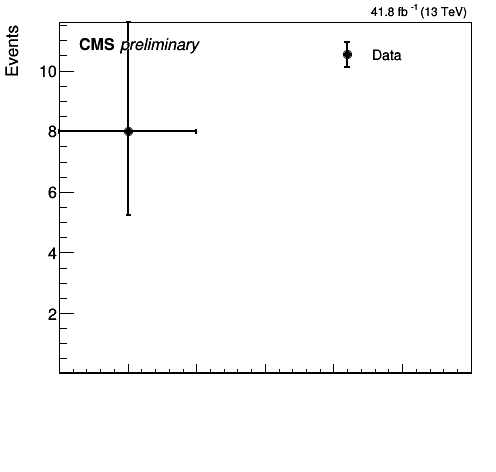 41.8 fb⁻¹ (13 TeV)
Events
CMS preliminary
Data
10
8
6
4
2